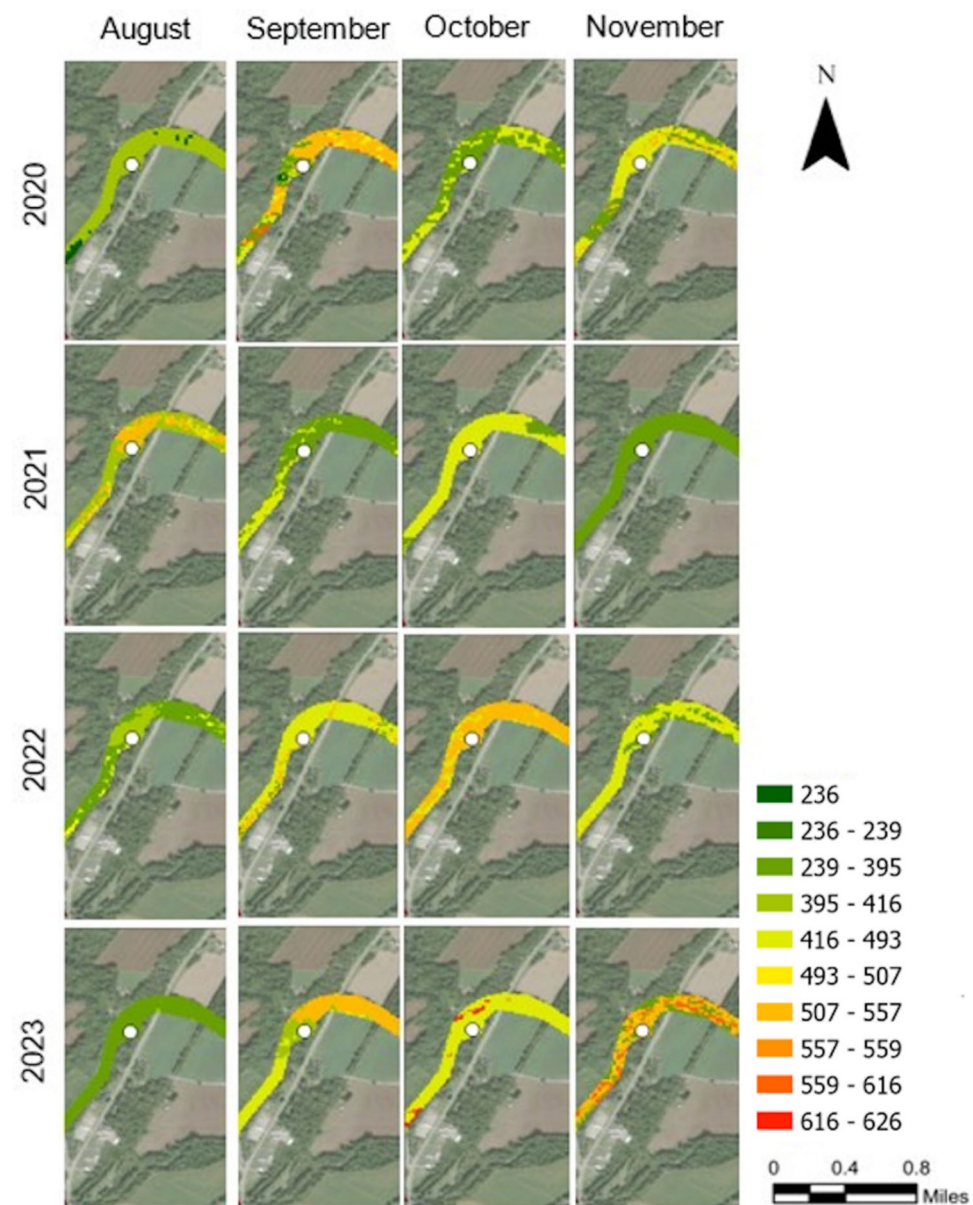 August September October November
N
2020
2021
2022
2023
236
236 - 239
239 - 395
395 - 416
416 - 493
493 - 507
507 - 557
557 - 559
559 - 616
616 - 626
0 0.4 0.8
Miles